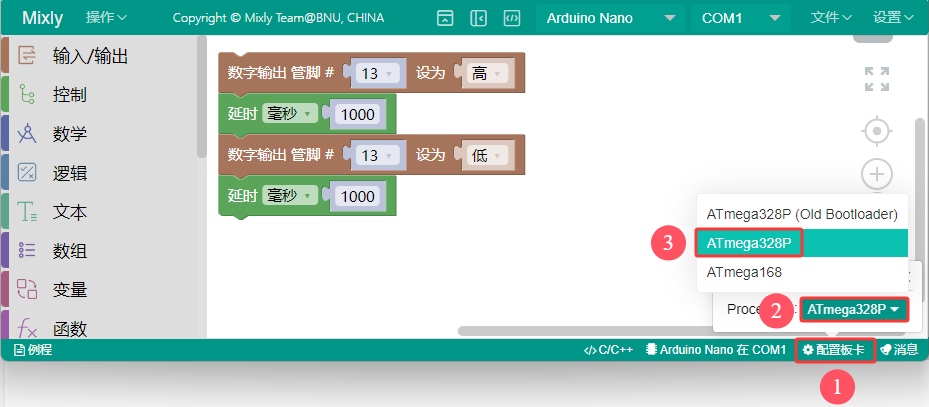 Mixly 操作 Copyright © Mixly Team@BNU, CHINA Arduino Nano COM1 文件 设置
输入/输出
控制
数学
逻辑
文本
数组
变量
函数
数字输出 管脚 # 13 设为 高
延时 毫秒 1000
数字输出 管脚 # 13 设为 低
延时 毫秒 1000
ATmega328P (Old Bootloader)
3 ATmega328P
ATmega168
2 ATmega328P
例程 C/C++ Arduino Nano 在 COM1 配置板卡 消息
1